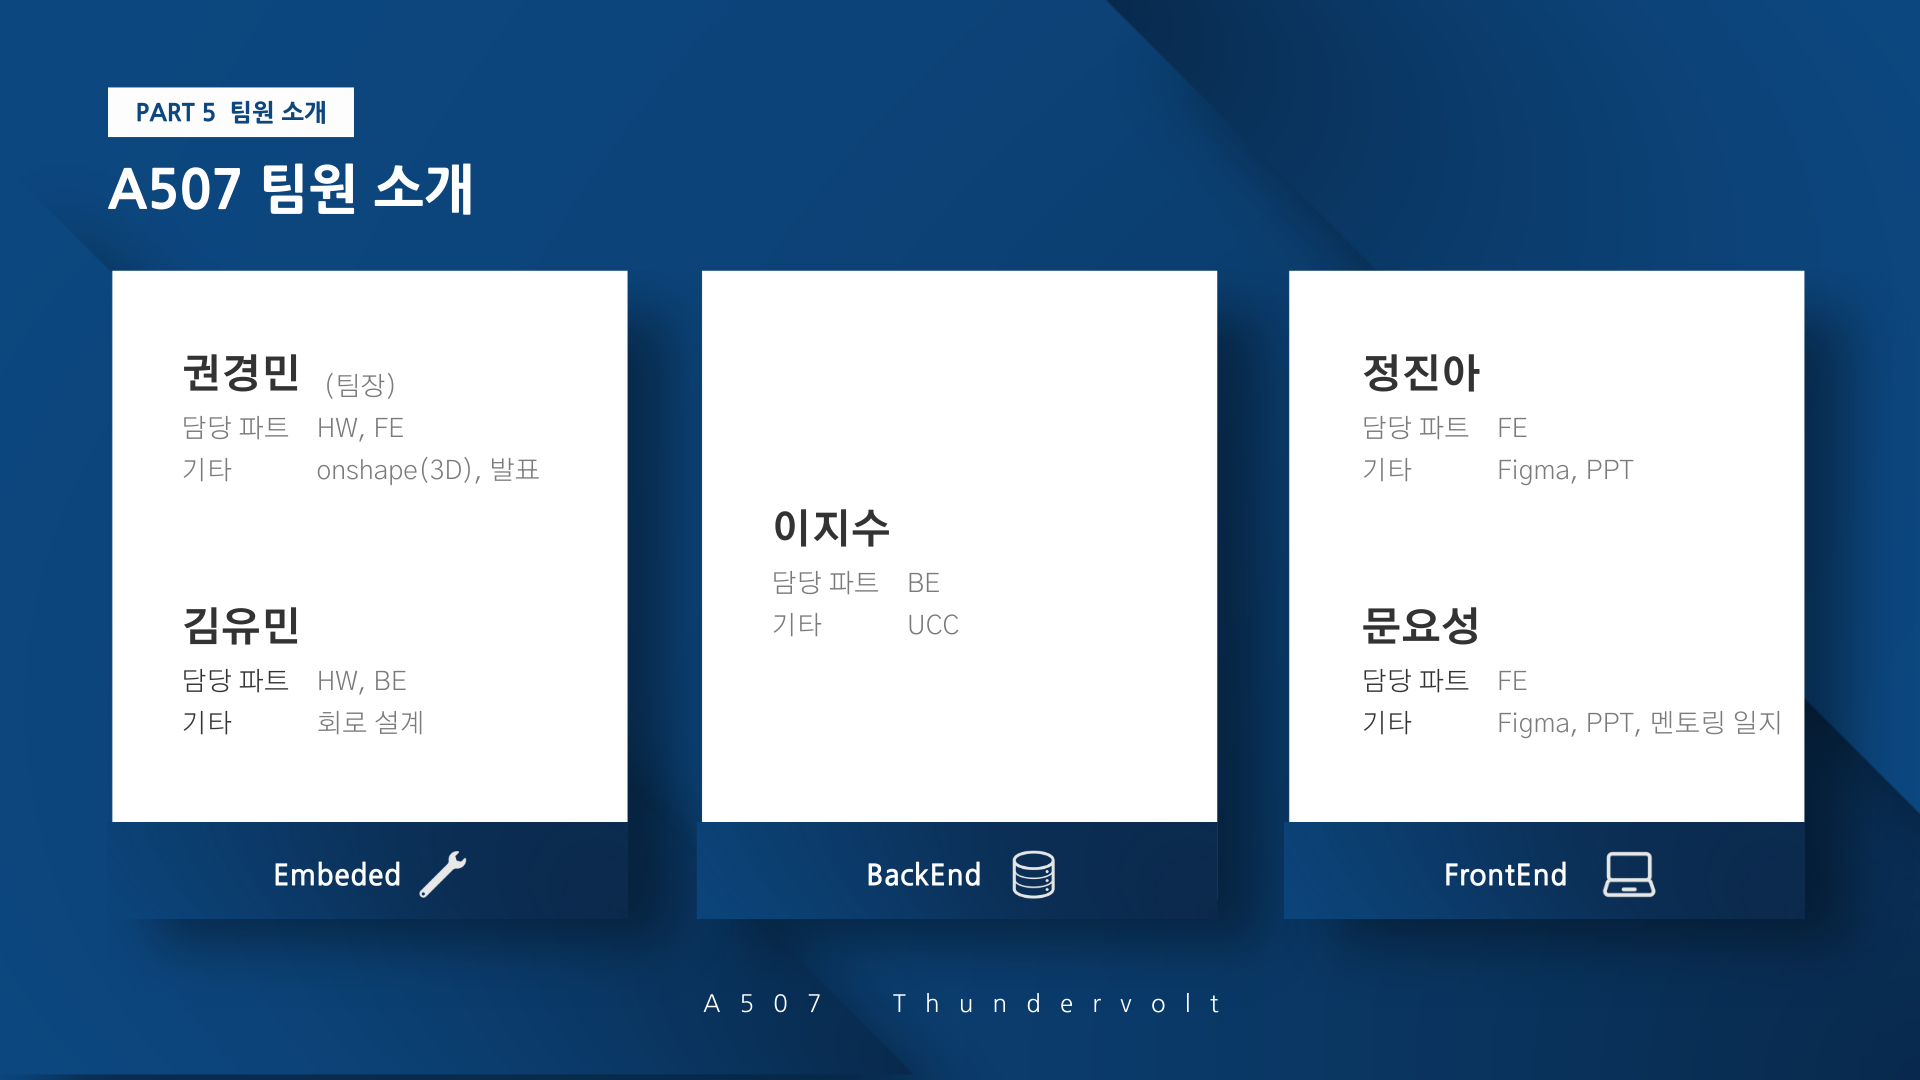 PART 5 팀원 소개
A507 팀원 소개
권경민 (팀장)
담당 파트 HW, FE
기타 onshape(3D), 발표
김유민
담당 파트 HW, BE
기타 회로 설계
Embeded
이지수
담당 파트 BE
기타 UCC
BackEnd
정진아
담당 파트 FE
기타 Figma, PPT
문요성
담당 파트 FE
기타 Figma, PPT, 멘토링 일지
FrontEnd
A507 Thundervolt